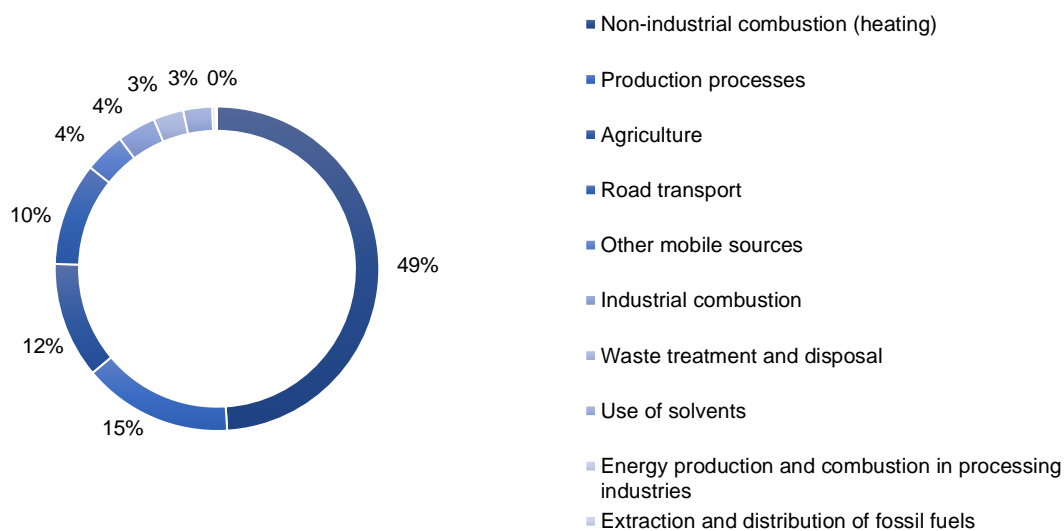 Non-industrial combustion (heating)
3% 3% 0%
4%
Production processes
4%
Agriculture
Road transport
10%
Other mobile sources
49%
Industrial combustion
12%
Waste treatment and disposal
Use of solvents
15%
Energy production and combustion in processing
industries
Extraction and distribution of fossil fuels